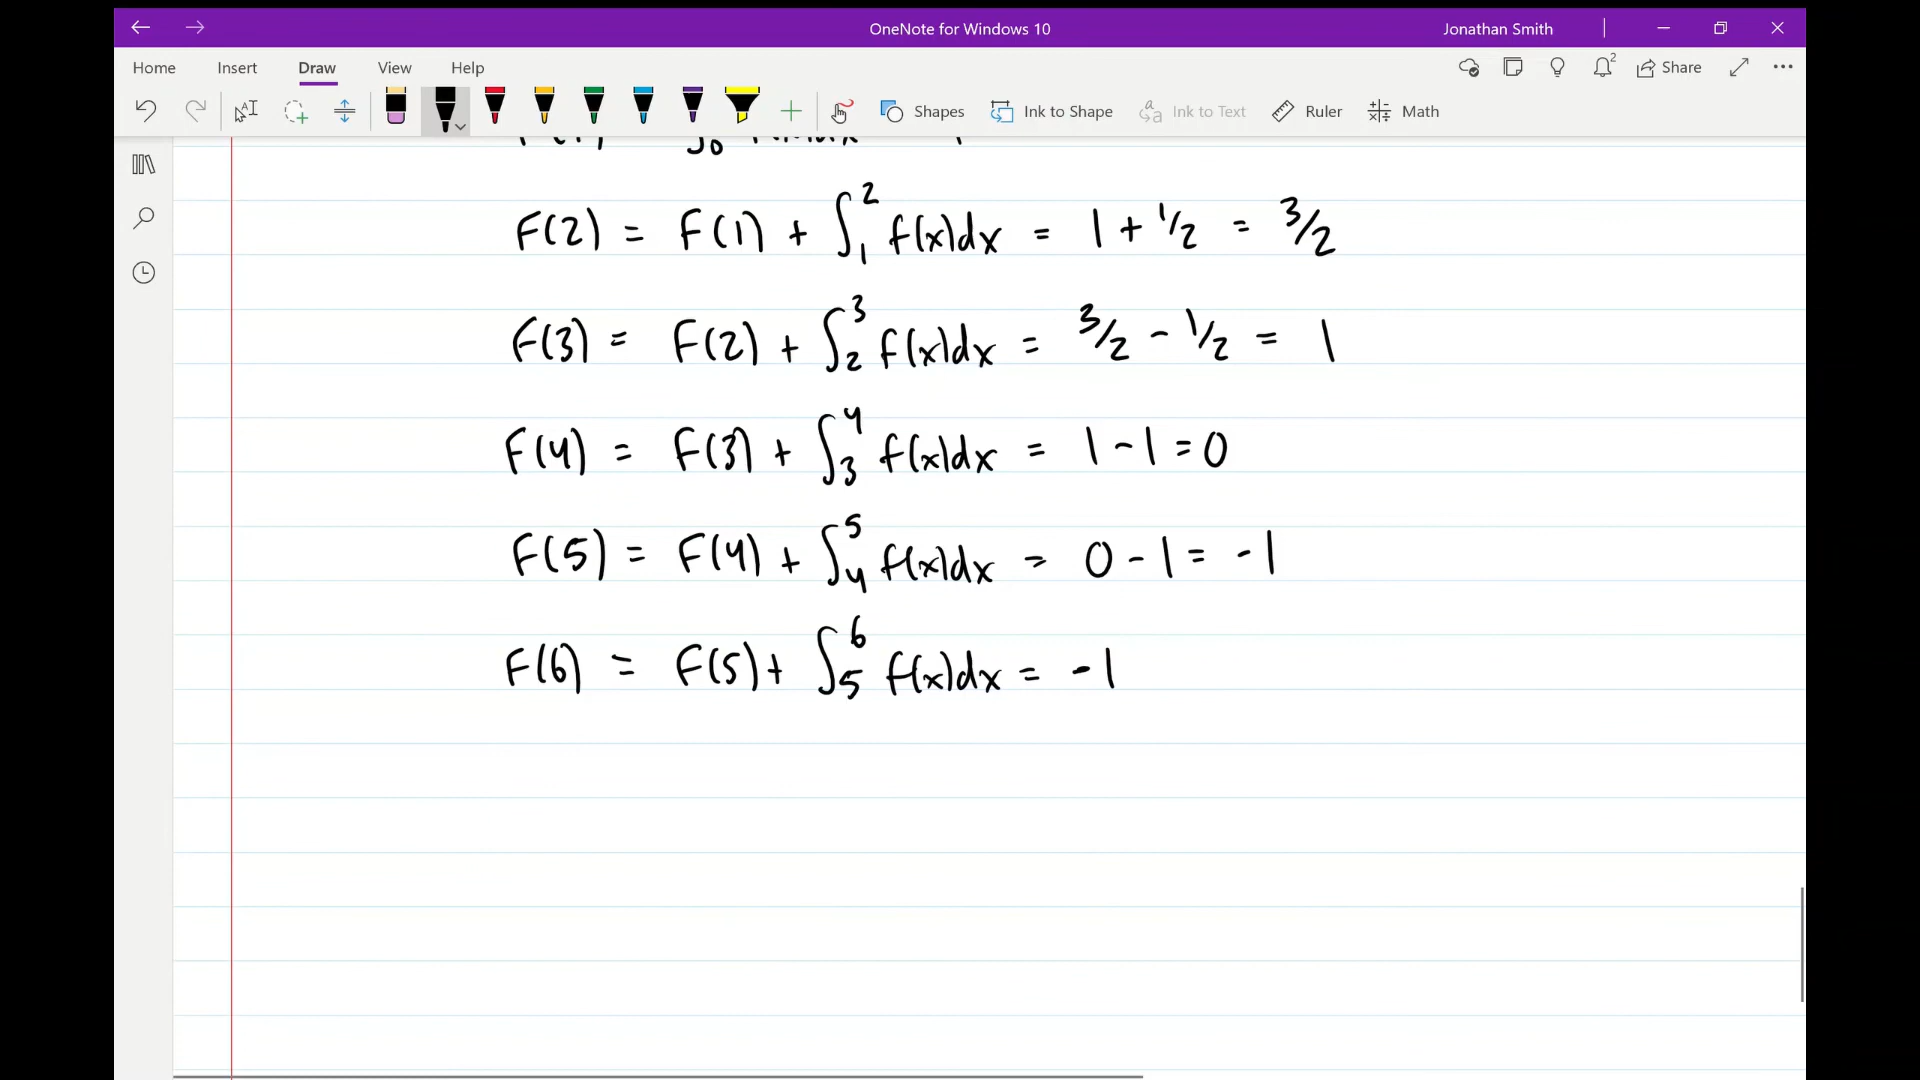 OneNote for Windows 10
Jonathan Smith
Home Insert Draw View Help
2
Share
Shapes Ink to Shape Ink to Text Ruler Math
F(2) = F(1) + ∫₁² f(x)dx = 1 + 1/2 = 3/2
F(3) = F(2) + ∫₂³ f(x)dx = 3/2 - 1/2 = 1
F(4) = F(3) + ∫₃⁴ f(x)dx = 1 - 1 = 0
F(5) = F(4) + ∫₄⁵ f(x)dx = 0 - 1 = -1
F(6) = F(5) + ∫₅⁶ f(x)dx = -1